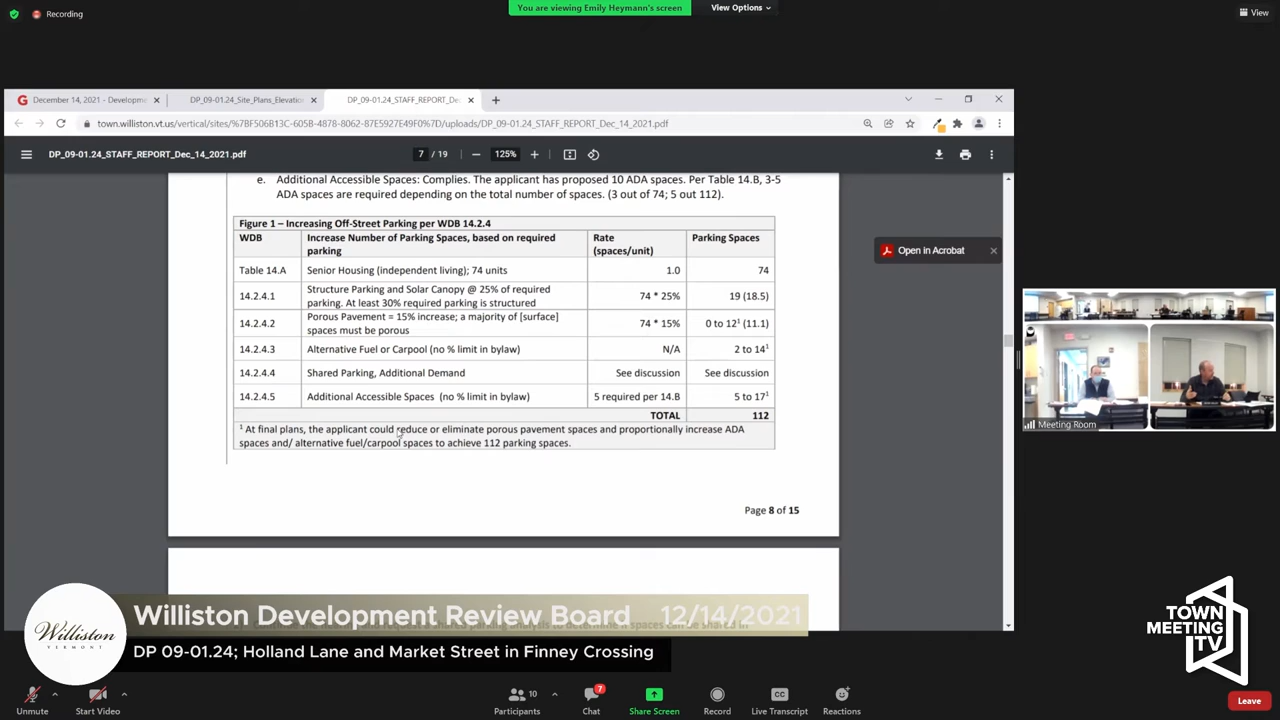 Recording
You are viewing Emily Heymann's screen
View Options
View
December 14, 2021 - Developme
DP_09-01.24_Site_Plans_Elevation
DP_09-01.24_STAFF_REPORT_De
town.williston.vt.us/vertical/sites/%7BF506B13C-605B-4878-8062-87E5927E49F0%7D/uploads/DP_09-01.24_STAFF_REPORT_Dec_14_2021.pdf
DP_09-01.24_STAFF_REPORT_Dec_14_2021.pdf
7 / 19
125%
Open in Acrobat
e. Additional Accessible Spaces: Complies. The applicant has proposed 10 ADA spaces. Per Table 14.B, 3-5
ADA spaces are required depending on the total number of spaces. (3 out of 74; 5 out 112).
Figure 1 – Increasing Off-Street Parking per WDB 14.2.4
WDB Increase Number of Parking Spaces, based on required Rate Parking Spaces
parking (spaces/unit)
Table 14.A Senior Housing (independent living); 74 units 1.0 74
Structure Parking and Solar Canopy @ 25% of required
14.2.4.1 74 * 25% 19 (18.5)
parking. At least 30% required parking is structured
Porous Pavement = 15% increase; a majority of [surface]
14.2.4.2 74 * 15% 0 to 12¹ (11.1)
spaces must be porous
14.2.4.3 Alternative Fuel or Carpool (no % limit in bylaw) N/A 2 to 14¹
14.2.4.4 Shared Parking, Additional Demand See discussion See discussion
14.2.4.5 Additional Accessible Spaces (no % limit in bylaw) 5 required per 14.B 5 to 17¹
TOTAL 112
¹ At final plans, the applicant could reduce or eliminate porous pavement spaces and proportionally increase ADA
spaces and/ alternative fuel/carpool spaces to achieve 112 parking spaces.
Page 8 of 15
Meeting Room
Williston
VERMONT
Williston Development Review Board 12/14/2021
DP 09-01.24; Holland Lane and Market Street in Finney Crossing
TOWN
MEETING
TV
Unmute
Start Video
10
Participants
7
Chat
Share Screen
Record
CC
Live Transcript
Reactions
Leave